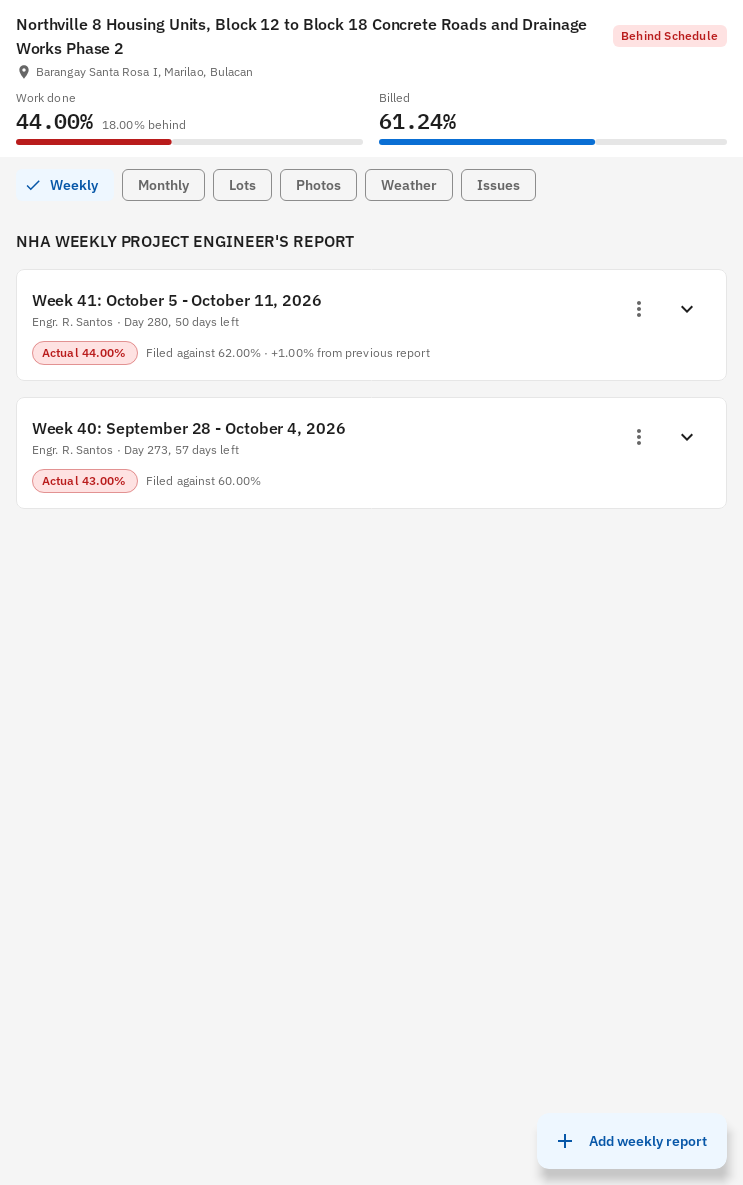 Northville 8 Housing Units, Block 12 to Block 18 Concrete Roads and Drainage
Works Phase 2
Behind Schedule
Barangay Santa Rosa I, Marilao, Bulacan
Work done
44.00% 18.00% behind
Billed
61.24%
Weekly
Monthly
Lots
Photos
Weather
Issues
NHA WEEKLY PROJECT ENGINEER'S REPORT
Week 41: October 5 - October 11, 2026
Engr. R. Santos · Day 280, 50 days left
Actual 44.00% Filed against 62.00% · +1.00% from previous report
Week 40: September 28 - October 4, 2026
Engr. R. Santos · Day 273, 57 days left
Actual 43.00% Filed against 60.00%
Add weekly report